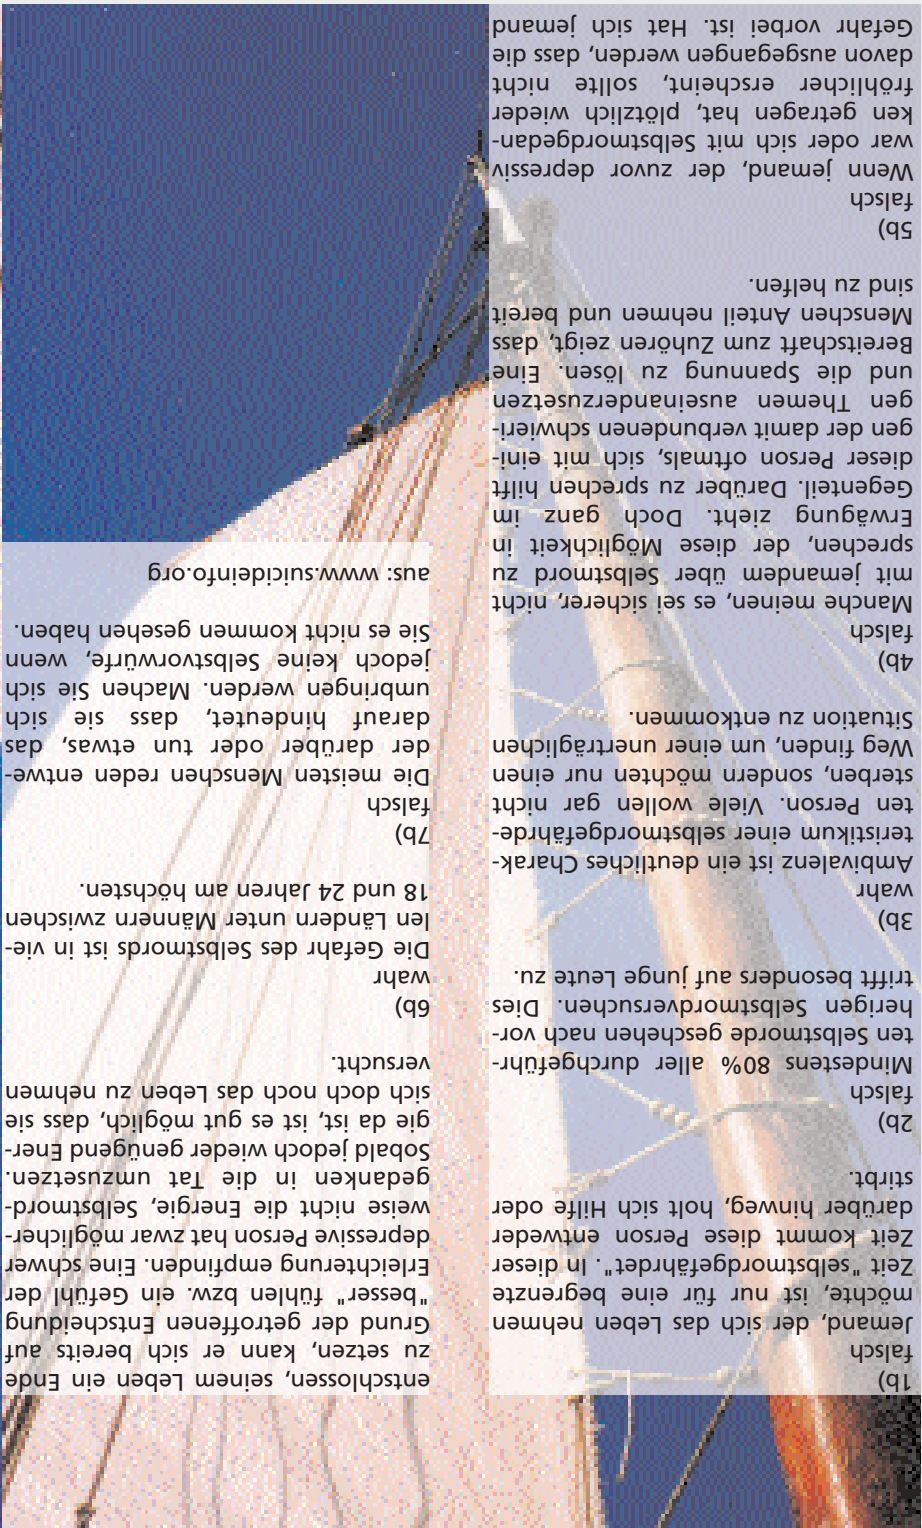 1b)
falsch
Jemand, der sich das Leben nehmen
möchte, ist nur für eine begrenzte
Zeit "selbstmordgefährdet". In dieser
Zeit kommt diese Person entweder
darüber hinweg, holt sich Hilfe oder
stirbt.
2b)
falsch
Mindestens 80% aller durchgeführ-
ten Selbstmorde geschehen nach vor-
herigen Selbstmordversuchen. Dies
trifft besonders auf junge Leute zu.
3b)
wahr
Ambivalenz ist ein deutliches Charak-
teristikum einer selbstmordgefährde-
ten Person. Viele wollen gar nicht
sterben, sondern möchten nur einen
Weg finden, um einer unerträglichen
Situation zu entkommen.
4b)
falsch
Manche meinen, es sei sicherer, nicht
mit jemandem über Selbstmord zu
sprechen, der diese Möglichkeit in
Erwägung zieht. Doch ganz im
Gegenteil. Darüber zu sprechen hilft
dieser Person oftmals, sich mit eini-
gen der damit verbundenen schwieri-
gen Themen auseinanderzusetzen
und die Spannung zu lösen. Eine
Bereitschaft zum Zuhören zeigt, dass
Menschen Anteil nehmen und bereit
sind zu helfen.
5b)
falsch
Wenn jemand, der zuvor depressiv
war oder sich mit Selbstmordgedan-
ken getragen hat, plötzlich wieder
fröhlicher erscheint, sollte nicht
davon ausgegangen werden, dass die
Gefahr vorbei ist. Hat sich jemand
entschlossen, seinem Leben ein Ende
zu setzen, kann er sich bereits auf
Grund der getroffenen Entscheidung
"besser" fühlen bzw. ein Gefühl der
Erleichterung empfinden. Eine schwer
depressive Person hat zwar möglicher-
weise nicht die Energie, Selbstmord-
gedanken in die Tat umzusetzen.
Sobald jedoch wieder genügend Ener-
gie da ist, ist es gut möglich, dass sie
sich doch noch das Leben zu nehmen
versucht.
6b)
wahr
Die Gefahr des Selbstmords ist in vie-
len Ländern unter Männern zwischen
18 und 24 Jahren am höchsten.
7b)
falsch
Die meisten Menschen reden entwe-
der darüber oder tun etwas, das
darauf hindeutet, dass sie sich
umbringen werden. Machen Sie sich
jedoch keine Selbstvorwürfe, wenn
Sie es nicht kommen gesehen haben.
aus: www.suicideinfo.org